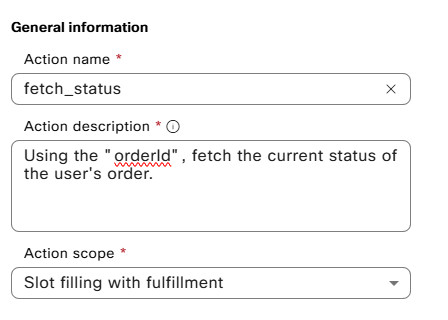 General information
Action name *
fetch_status
Action description *
Using the "orderId", fetch the current status of
the user's order.
Action scope *
Slot filling with fulfillment